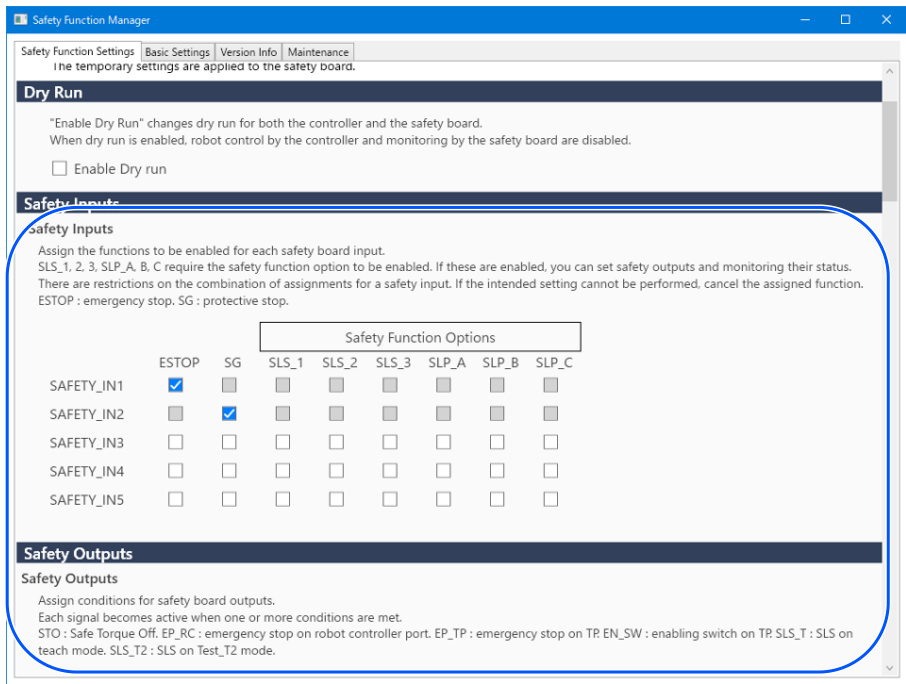 Safety Function Manager
Safety Function Settings Basic Settings Version Info Maintenance
The temporary settings are applied to the safety board.
Dry Run
"Enable Dry Run" changes dry run for both the controller and the safety board.
When dry run is enabled, robot control by the controller and monitoring by the safety board are disabled.
Enable Dry run
Safety Inputs
Safety Inputs
Assign the functions to be enabled for each safety board input.
SLS_1, 2, 3, SLP_A, B, C require the safety function option to be enabled. If these are enabled, you can set safety outputs and monitoring their status.
There are restrictions on the combination of assignments for a safety input. If the intended setting cannot be performed, cancel the assigned function.
ESTOP : emergency stop. SG : protective stop.
Safety Function Options
ESTOP SG SLS_1 SLS_2 SLS_3 SLP_A SLP_B SLP_C
SAFETY_IN1
SAFETY_IN2
SAFETY_IN3
SAFETY_IN4
SAFETY_IN5
Safety Outputs
Safety Outputs
Assign conditions for safety board outputs.
Each signal becomes active when one or more conditions are met.
STO : Safe Torque Off. EP_RC : emergency stop on robot controller port. EP_TP : emergency stop on TP. EN_SW : enabling switch on TP. SLS_T : SLS on
teach mode. SLS_T2 : SLS on Test_T2 mode.